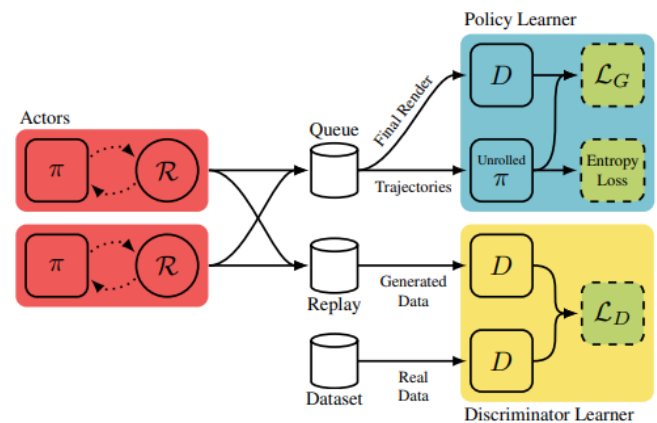 Policy Learner
D
ℒ_G
Final Render
Actors
Queue
π
ℛ
Trajectories
Unrolled
π
Entropy
Loss
π
ℛ
Replay
Generated
Data
D
ℒ_D
D
Dataset
Real
Data
Discriminator Learner